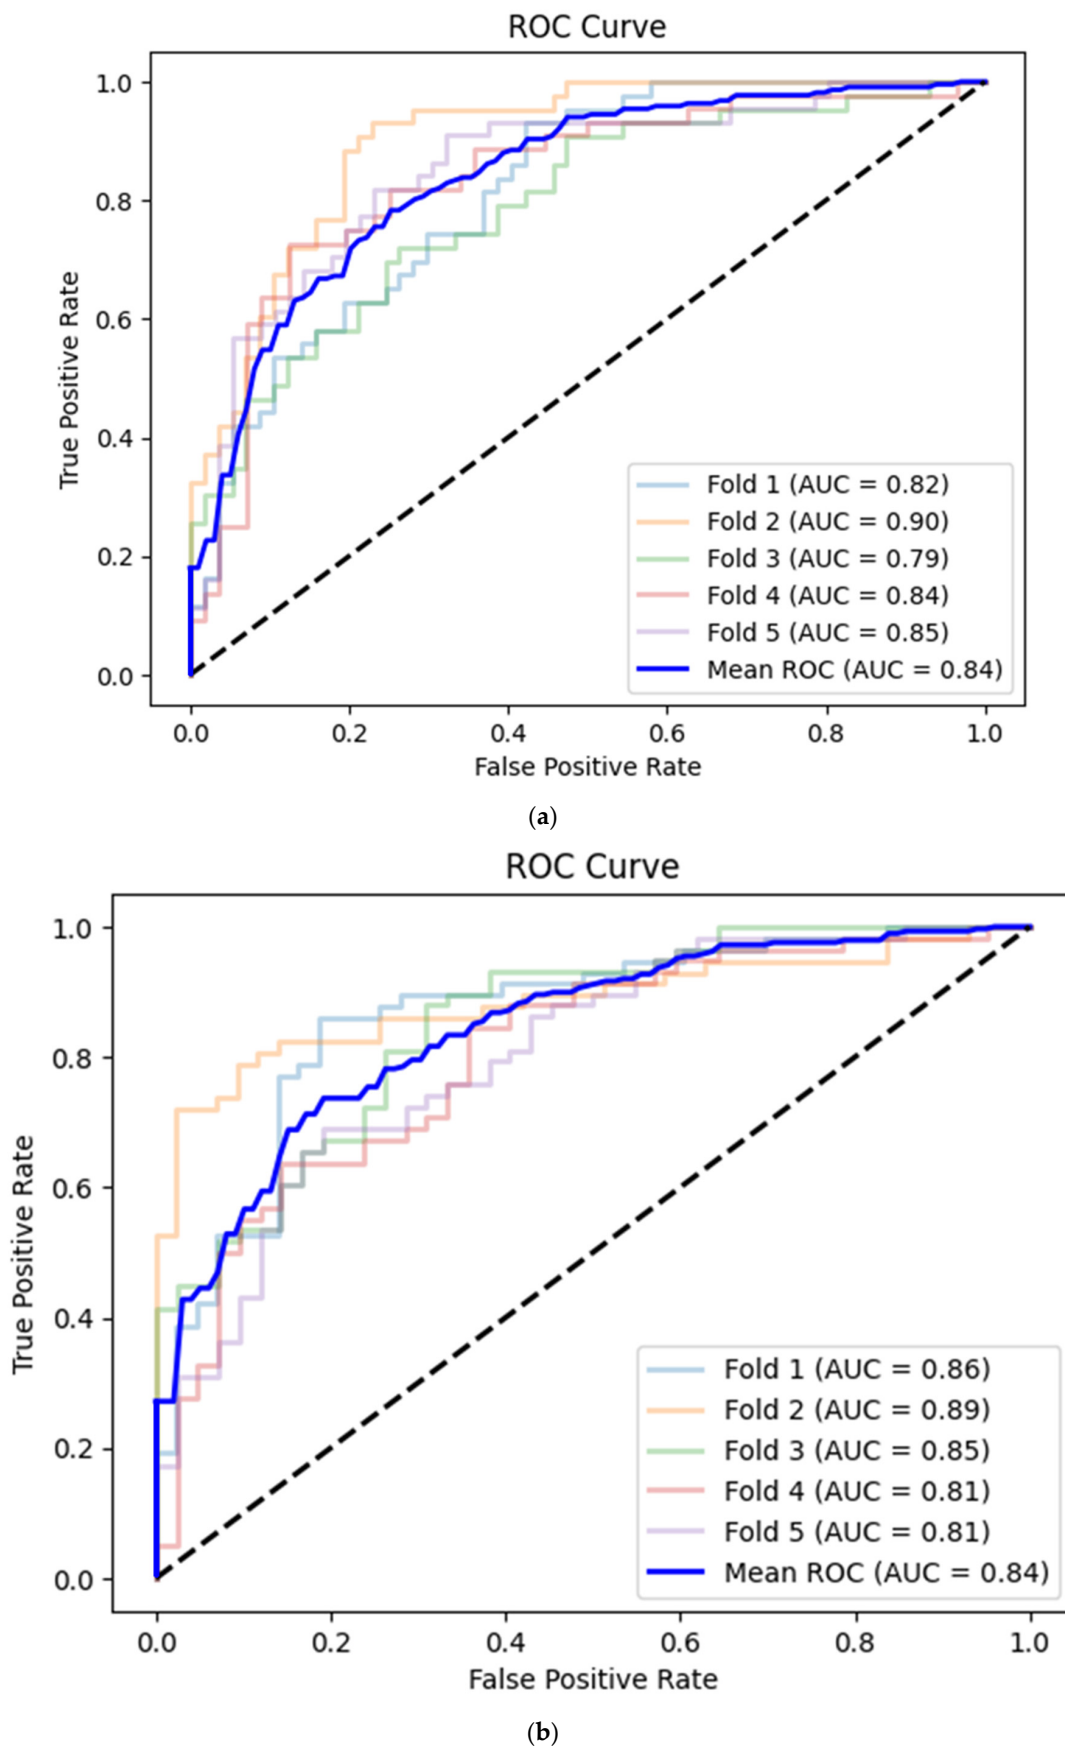 ROC Curve
1.0
0.8
0.6
0.4
0.2
0.0
True Positive Rate
Fold 1 (AUC = 0.82)
Fold 2 (AUC = 0.90)
Fold 3 (AUC = 0.79)
Fold 4 (AUC = 0.84)
Fold 5 (AUC = 0.85)
Mean ROC (AUC = 0.84)
0.0 0.2 0.4 0.6 0.8 1.0
False Positive Rate
(a)
ROC Curve
1.0
0.8
0.6
0.4
0.2
0.0
True Positive Rate
Fold 1 (AUC = 0.86)
Fold 2 (AUC = 0.89)
Fold 3 (AUC = 0.85)
Fold 4 (AUC = 0.81)
Fold 5 (AUC = 0.81)
Mean ROC (AUC = 0.84)
0.0 0.2 0.4 0.6 0.8 1.0
False Positive Rate
(b)